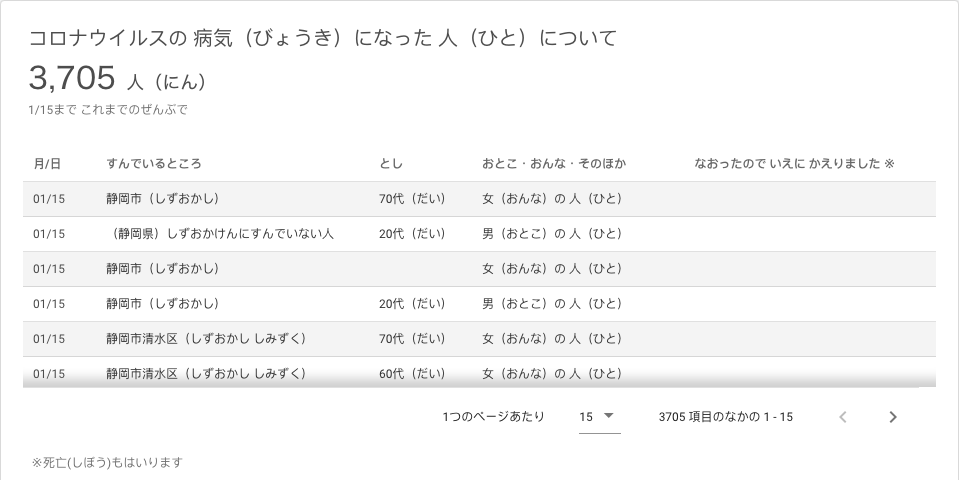 コロナウイルスの 病気（びょうき）になった 人（ひと）について
3,705 人（にん）
1/15まで これまでのぜんぶで
月/日 すんでいるところ とし おとこ・おんな・そのほか なおったので いえに かえりました ※
01/15 静岡市（しずおかし） 70代（だい） 女（おんな）の 人（ひと）
01/15 （静岡県）しずおかけんにすんでいない人 20代（だい） 男（おとこ）の 人（ひと）
01/15 静岡市（しずおかし） 女（おんな）の 人（ひと）
01/15 静岡市（しずおかし） 20代（だい） 男（おとこ）の 人（ひと）
01/15 静岡市清水区（しずおかし しみずく） 70代（だい） 女（おんな）の 人（ひと）
01/15 静岡市清水区（しずおかし しみずく） 60代（だい） 女（おんな）の 人（ひと）
1つのページあたり 15 3705 項目のなかの 1 - 15
※死亡(しぼう)もはいります